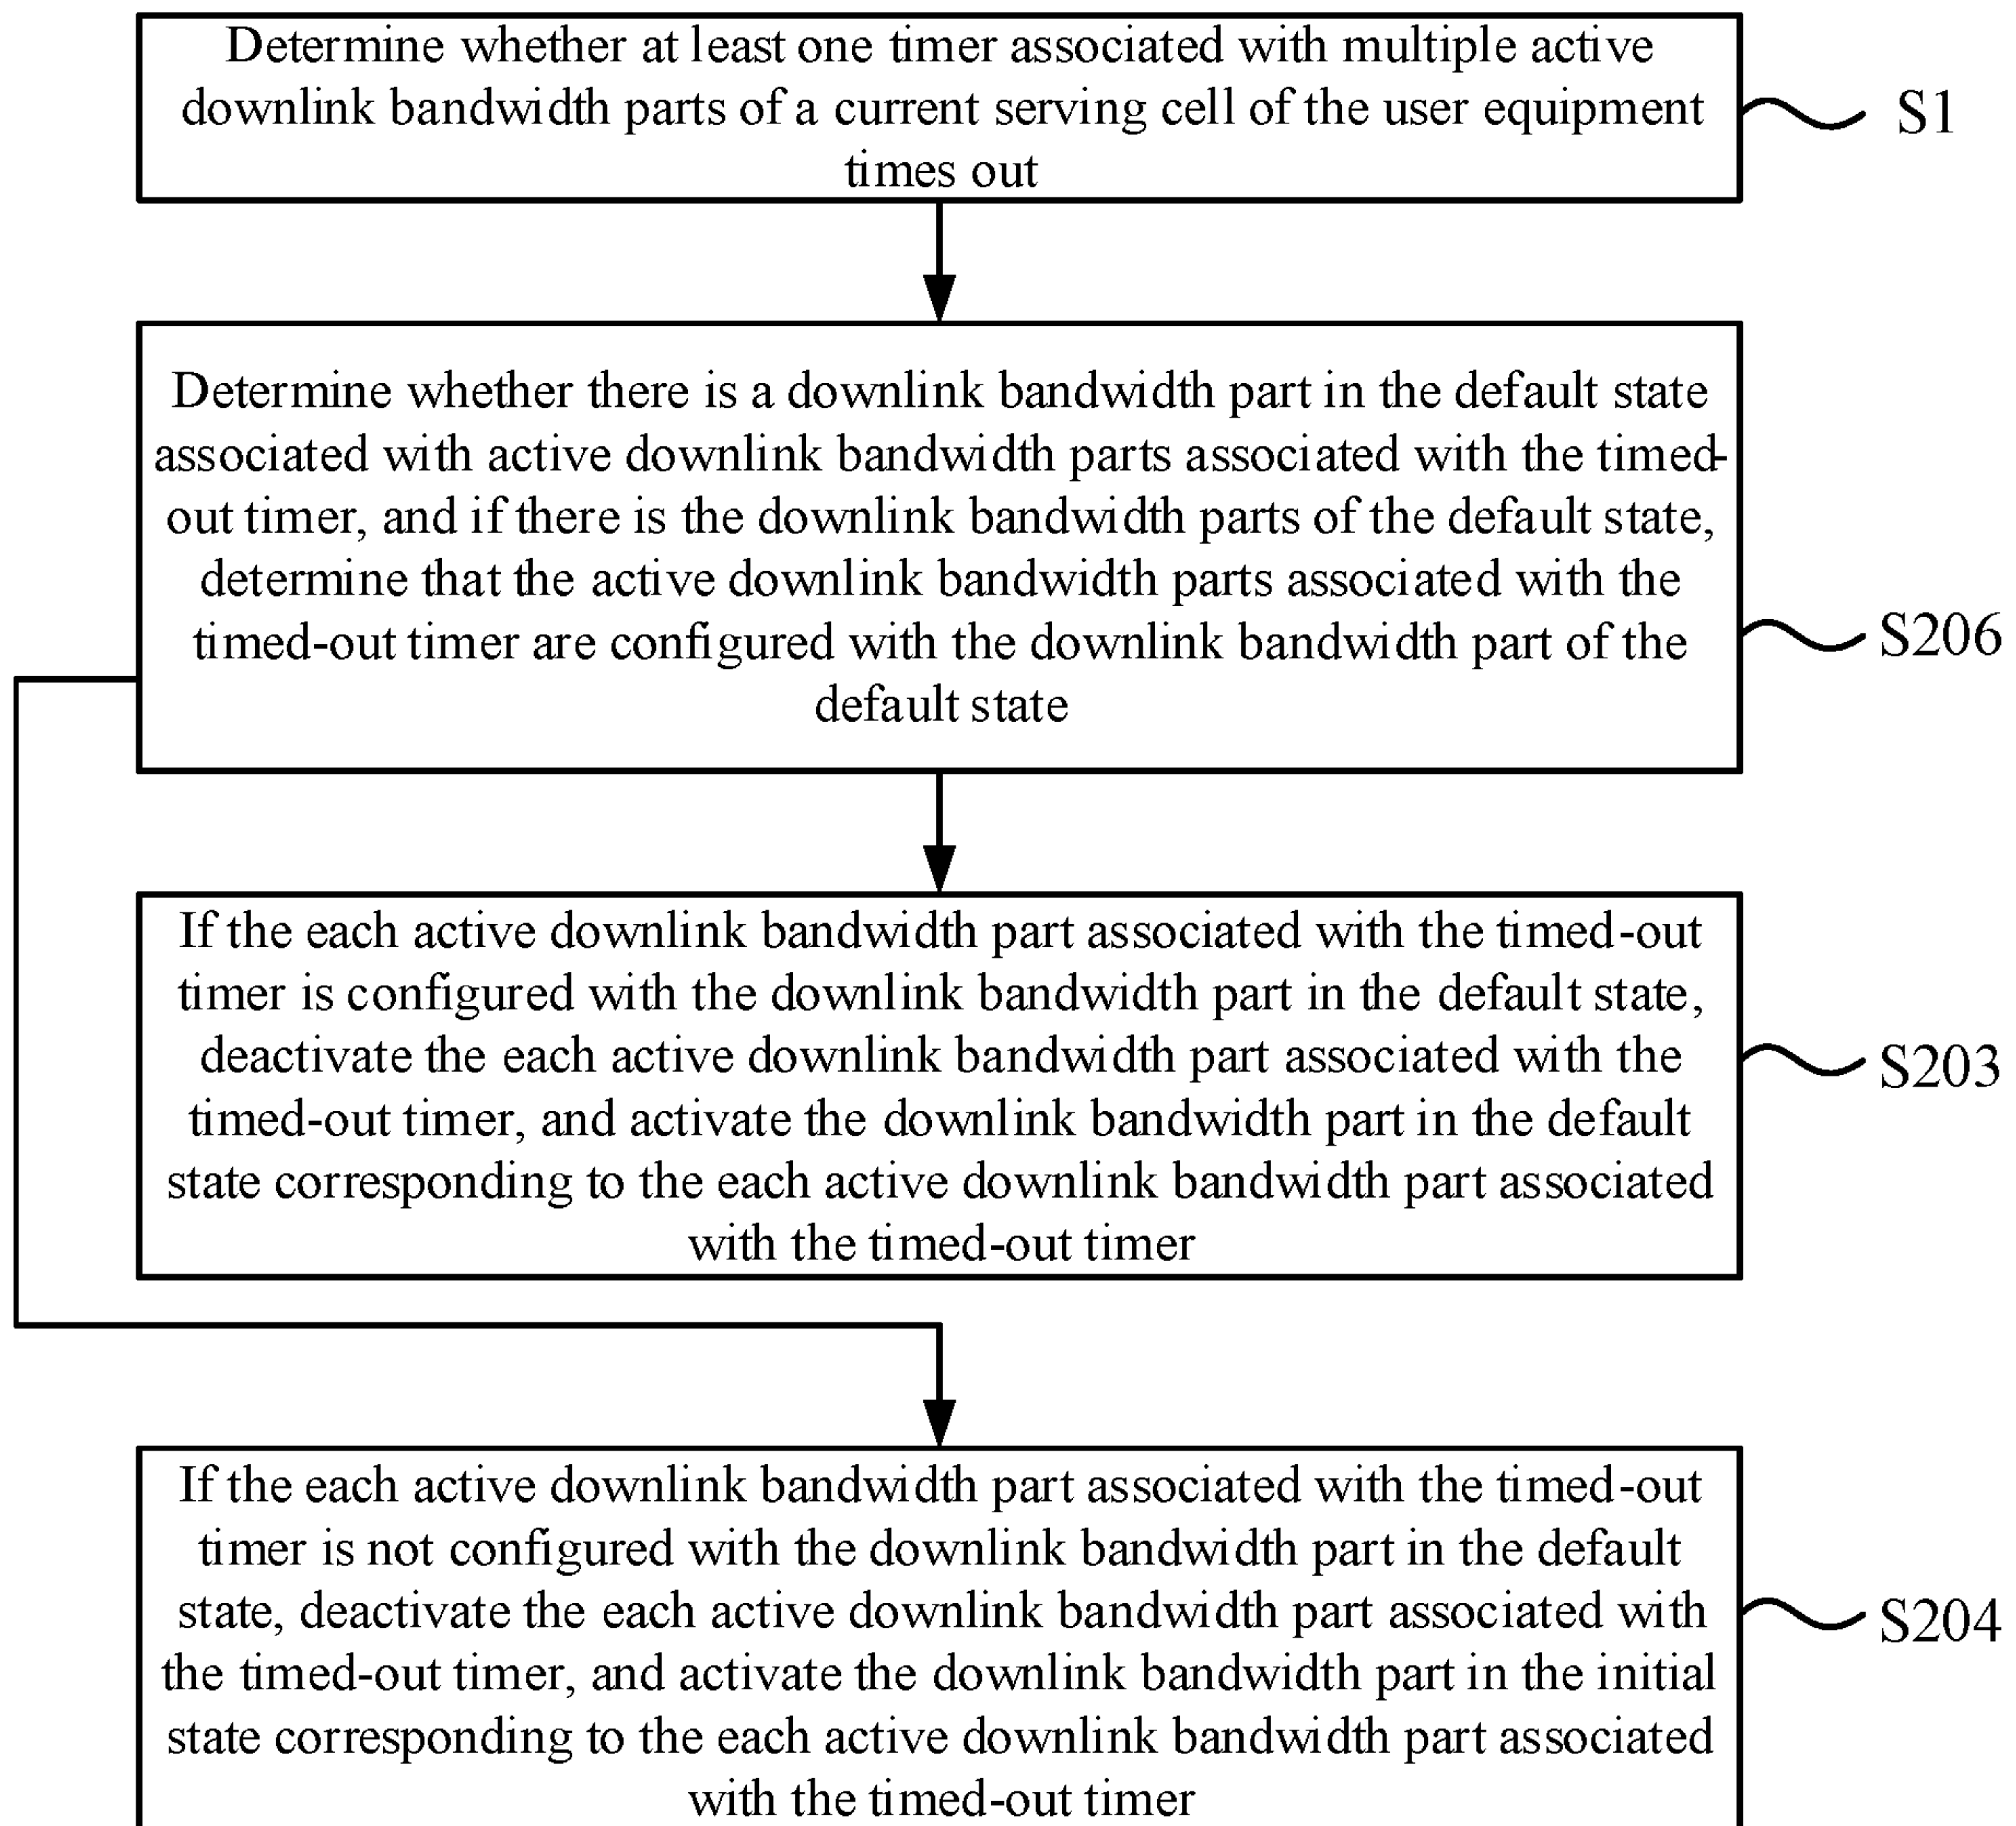 Determine whether at least one timer associated with multiple active
downlink bandwidth parts of a current serving cell of the user equipment
times out
S1
Determine whether there is a downlink bandwidth part in the default state
associated with active downlink bandwidth parts associated with the timed-
out timer, and if there is the downlink bandwidth parts of the default state,
determine that the active downlink bandwidth parts associated with the
timed-out timer are configured with the downlink bandwidth part of the
default state
S206
If the each active downlink bandwidth part associated with the timed-out
timer is configured with the downlink bandwidth part in the default state,
deactivate the each active downlink bandwidth part associated with the
timed-out timer, and activate the downlink bandwidth part in the default
state corresponding to the each active downlink bandwidth part associated
with the timed-out timer
S203
If the each active downlink bandwidth part associated with the timed-out
timer is not configured with the downlink bandwidth part in the default
state, deactivate the each active downlink bandwidth part associated with
the timed-out timer, and activate the downlink bandwidth part in the initial
state corresponding to the each active downlink bandwidth part associated
with the timed-out timer
S204